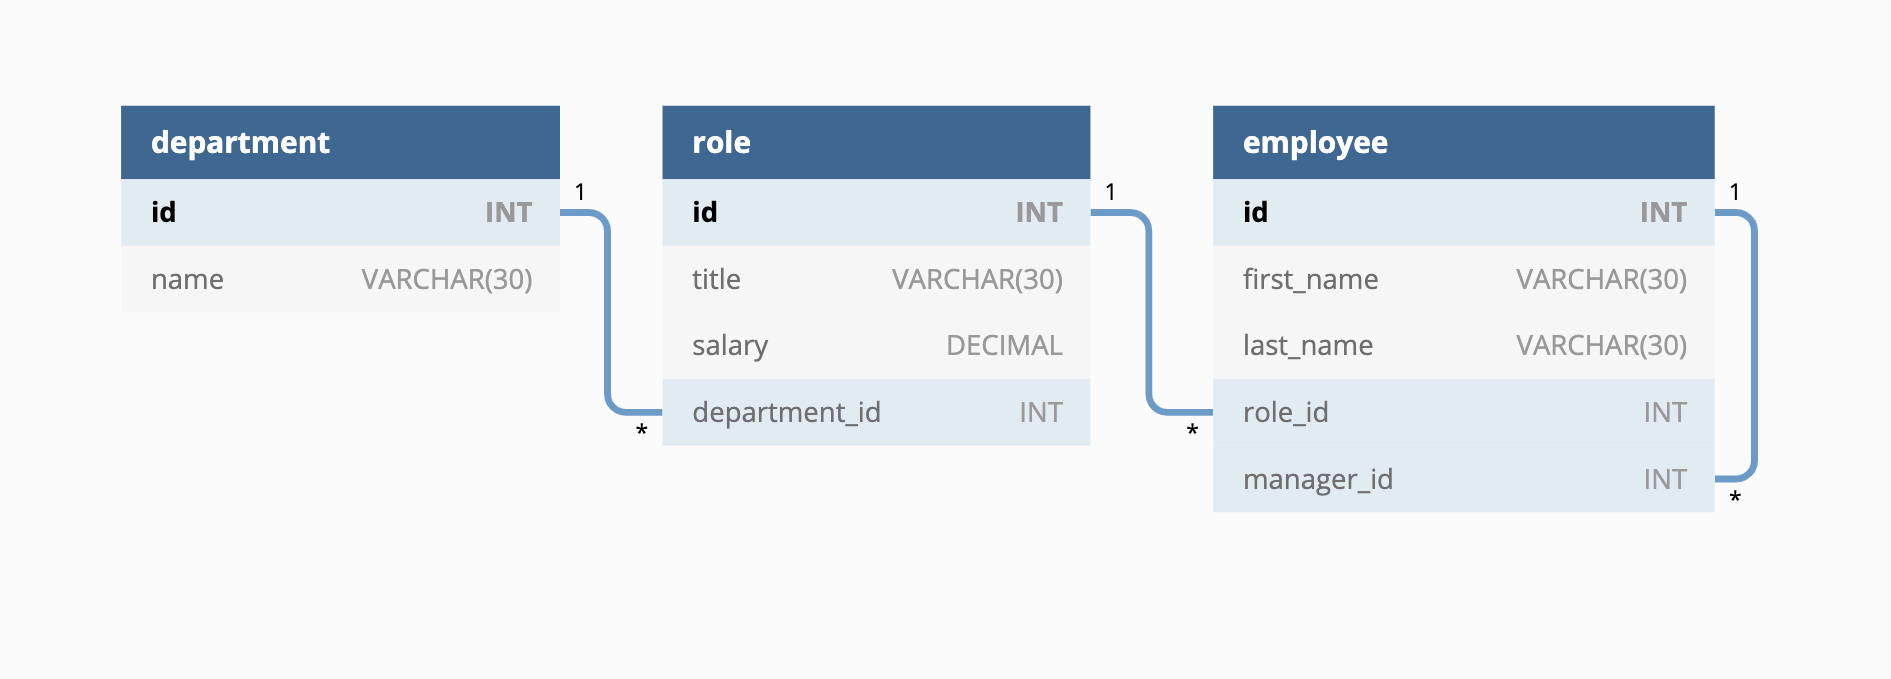 department
id INT
name VARCHAR(30)
1
*
role
id INT
title VARCHAR(30)
salary DECIMAL
department_id INT
1
*
employee
id INT
first_name VARCHAR(30)
last_name VARCHAR(30)
role_id INT
manager_id INT
1
*